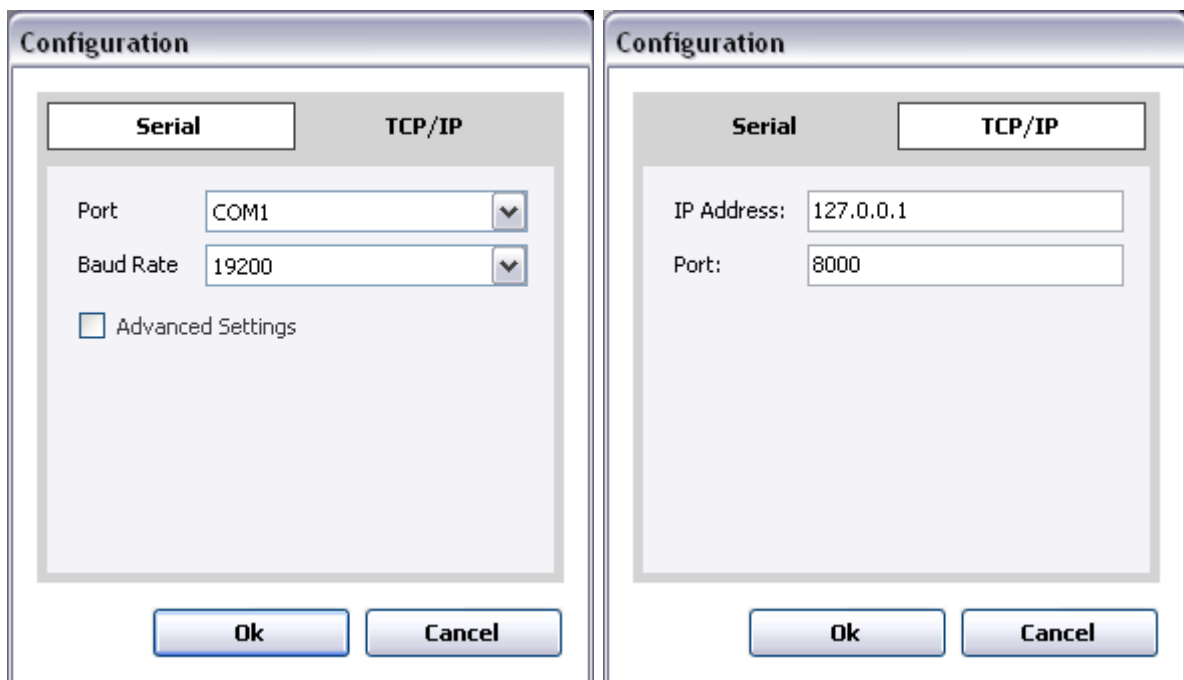 Configuration
Serial TCP/IP
Port COM1
Baud Rate 19200
Advanced Settings
Ok Cancel
Configuration
Serial TCP/IP
IP Address: 127.0.0.1
Port: 8000
Ok Cancel